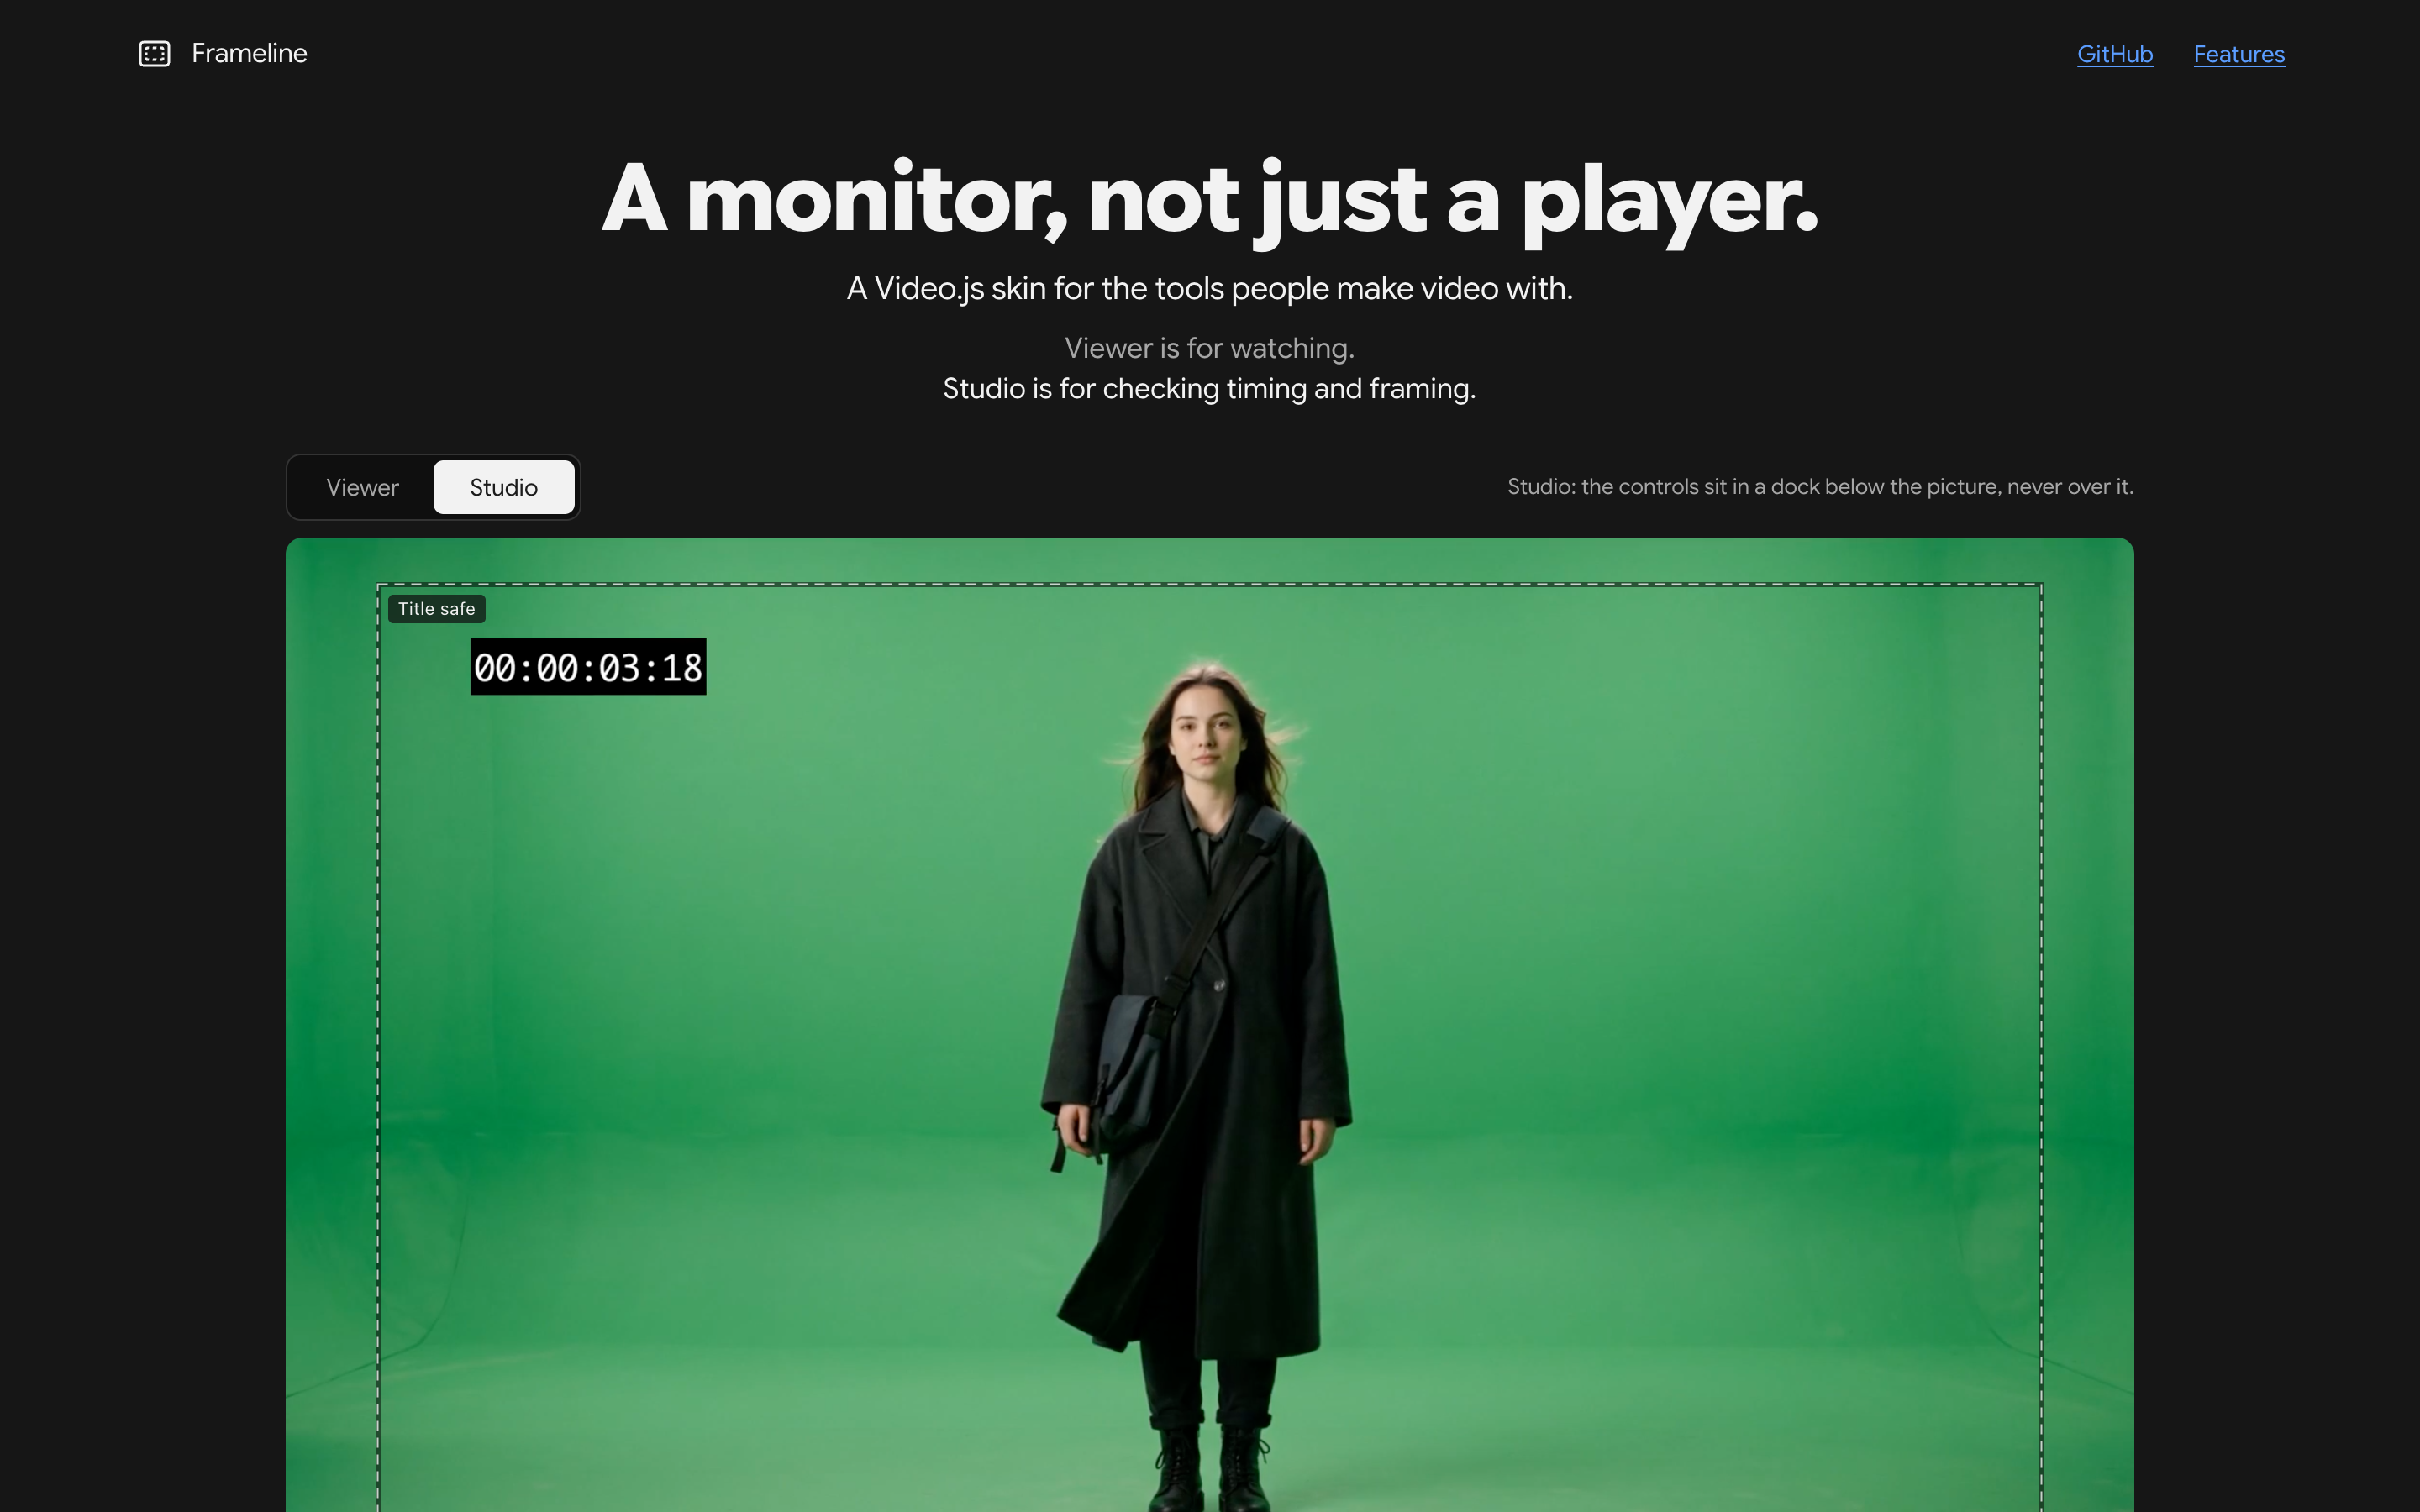 Frameline
GitHub Features
A monitor, not just a player.
A Video.js skin for the tools people make video with.
Viewer is for watching.
Studio is for checking timing and framing.
Viewer Studio
Studio: the controls sit in a dock below the picture, never over it.
Title safe
00:00:03:18